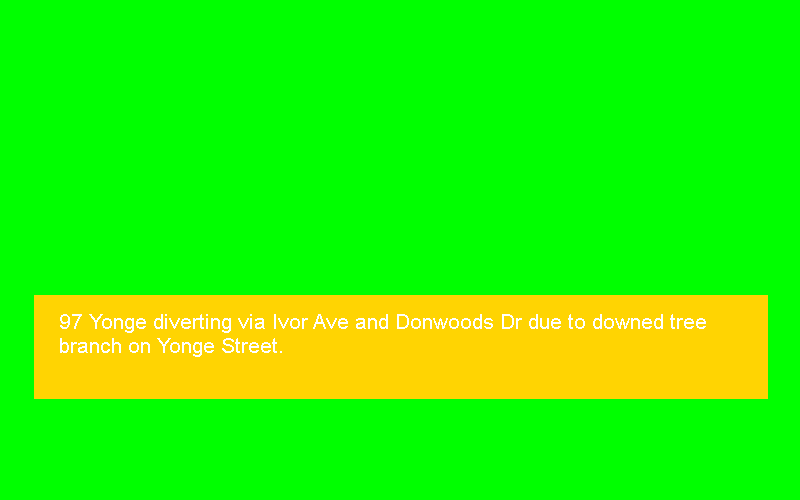 97 Yonge diverting via Ivor Ave and Donwoods Dr due to downed tree
branch on Yonge Street.